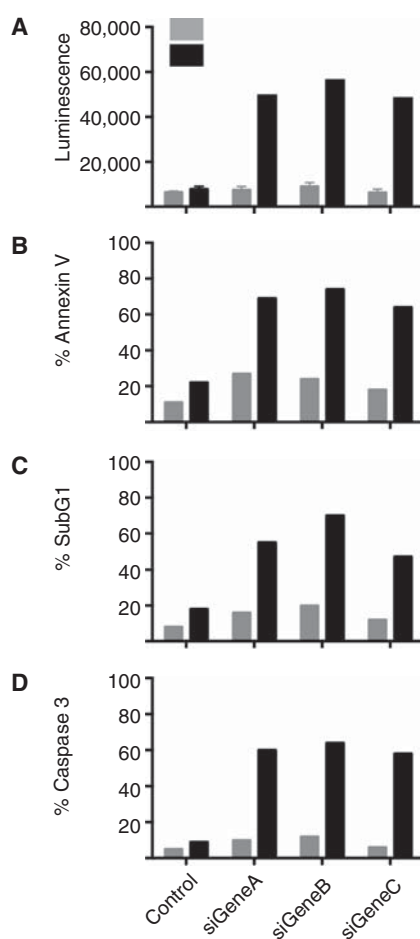 A
Luminescence
80,000
60,000
40,000
20,000
B
% Annexin V
100
80
60
40
20
C
% SubG1
100
80
60
40
20
D
% Caspase 3
100
80
60
40
20
Control
siGeneA
siGeneB
siGeneC